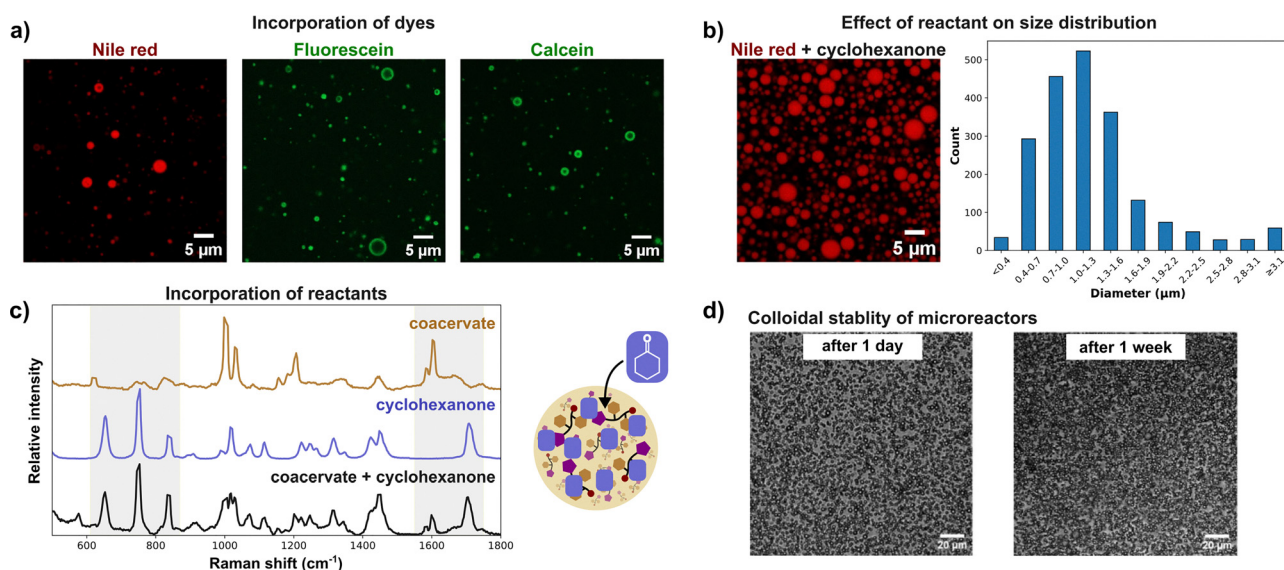 a)
Incorporation of dyes
Nile red
Fluorescein
Calcein
5 µm
5 µm
5 µm
b)
Effect of reactant on size distribution
Nile red + cyclohexanone
5 µm
Count
500
400
300
200
100
0
<0.4
0.4-0.7
0.7-1.0
1.0-1.3
1.3-1.6
1.6-1.9
1.9-2.2
2.2-2.5
2.5-2.8
2.8-3.1
≥3.1
Diameter (µm)
c)
Incorporation of reactants
Relative intensity
coacervate
cyclohexanone
coacervate + cyclohexanone
600
800
1000
1200
1400
1600
1800
Raman shift (cm⁻¹)
O
d)
Colloidal stablity of microreactors
after 1 day
20 µm
after 1 week
20 µm